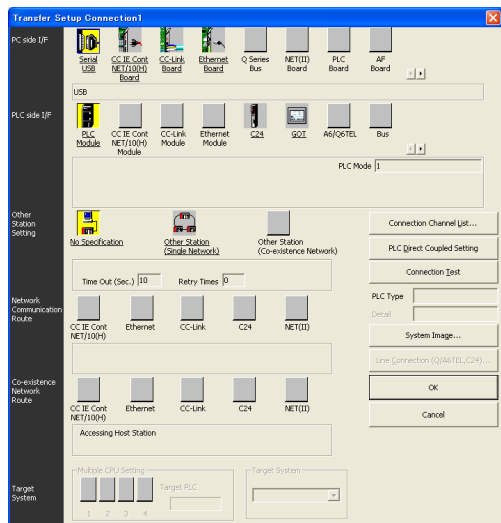 Transfer Setup Connection1
PC side I/F
Serial USB
CC IE Cont NET/10(H) Board
CC-Link Board
Ethernet Board
Q Series Bus
NET(II) Board
PLC Board
AF Board
USB
PLC side I/F
PLC Module
CC IE Cont NET/10(H) Module
CC-Link Module
Ethernet Module
C24
GOT
A6/Q6TEL
Bus
PLC Mode 1
Other Station Setting
No Specification
Other Station (Single Network)
Other Station (Co-existence Network)
Time Out (Sec.) 10 Retry Times 0
Connection Channel List...
PLC Direct Coupled Setting
Connection Test
PLC Type
Detail
System Image...
Line Connection (Q/A6TEL,C24)...
OK
Cancel
Network Communication Route
CC IE Cont NET/10(H)
Ethernet
CC-Link
C24
NET(II)
Co-existence Network Route
CC IE Cont NET/10(H)
Ethernet
CC-Link
C24
NET(II)
Accessing Host Station
Target System
Multiple CPU Setting
1 2 3 4
Target PLC
Target System